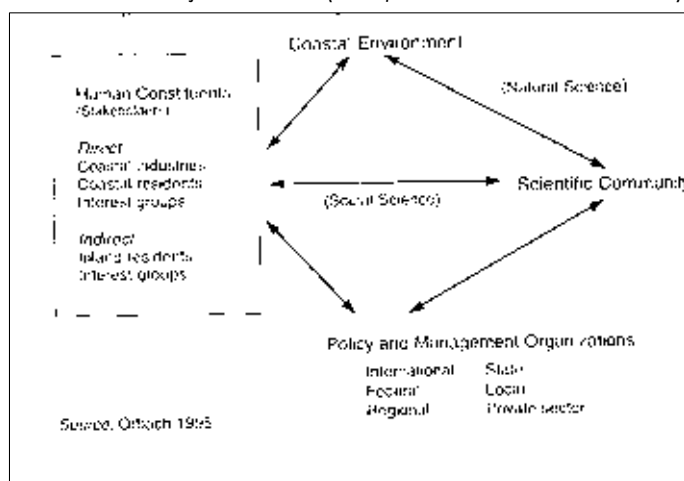 Coastal Environment
Human Constituents
(Stakeholders)
(Natural Science)
Direct
Coastal industries
Coastal residents
Interest groups
Scientific Community
(Social Science)
Indirect
Inland residents
Interest groups
Policy and Management Organizations
International State
Federal Local
Regional Private sector
Source: Orbach 1995